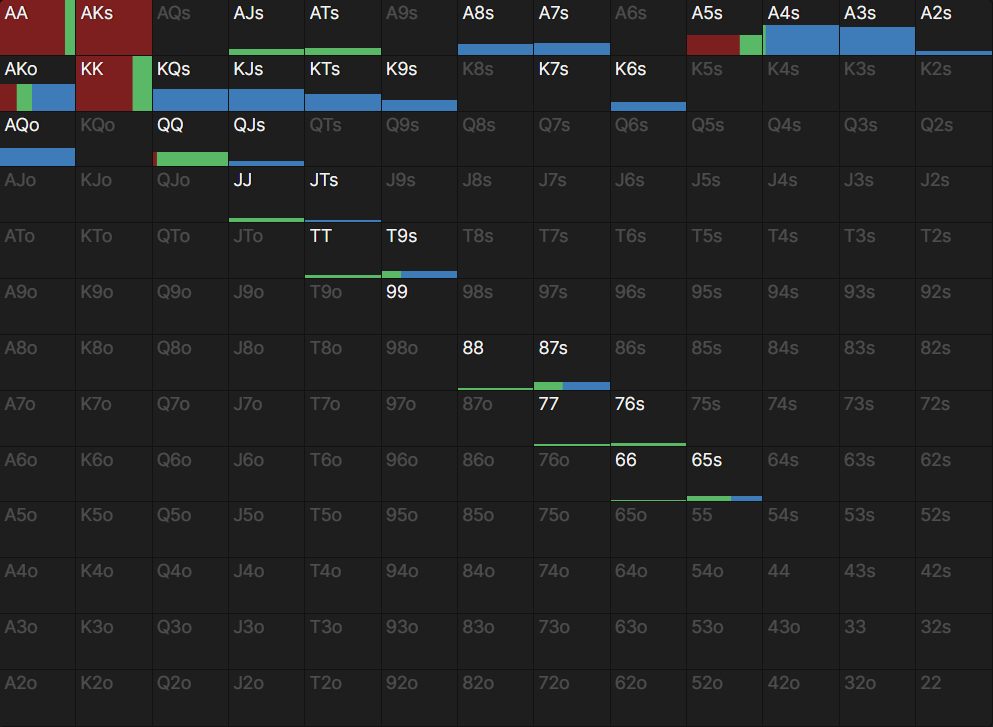 AA AKs AQs AJs ATs A9s A8s A7s A6s A5s A4s A3s A2s
AKo KK KQs KJs KTs K9s K8s K7s K6s K5s K4s K3s K2s
AQo KQo QQ QJs QTs Q9s Q8s Q7s Q6s Q5s Q4s Q3s Q2s
AJo KJo QJo JJ JTs J9s J8s J7s J6s J5s J4s J3s J2s
ATo KTo QTo JTo TT T9s T8s T7s T6s T5s T4s T3s T2s
A9o K9o Q9o J9o T9o 99 98s 97s 96s 95s 94s 93s 92s
A8o K8o Q8o J8o T8o 98o 88 87s 86s 85s 84s 83s 82s
A7o K7o Q7o J7o T7o 97o 87o 77 76s 75s 74s 73s 72s
A6o K6o Q6o J6o T6o 96o 86o 76o 66 65s 64s 63s 62s
A5o K5o Q5o J5o T5o 95o 85o 75o 65o 55 54s 53s 52s
A4o K4o Q4o J4o T4o 94o 84o 74o 64o 54o 44 43s 42s
A3o K3o Q3o J3o T3o 93o 83o 73o 63o 53o 43o 33 32s
A2o K2o Q2o J2o T2o 92o 82o 72o 62o 52o 42o 32o 22